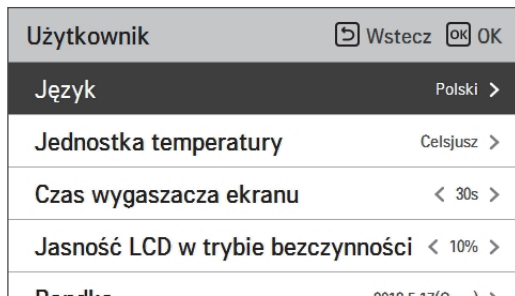 Użytkownik Wstecz OK OK
Język Polski >
Jednostka temperatury Celsjusz >
Czas wygaszacza ekranu < 30s >
Jasność LCD w trybie bezczynności < 10% >